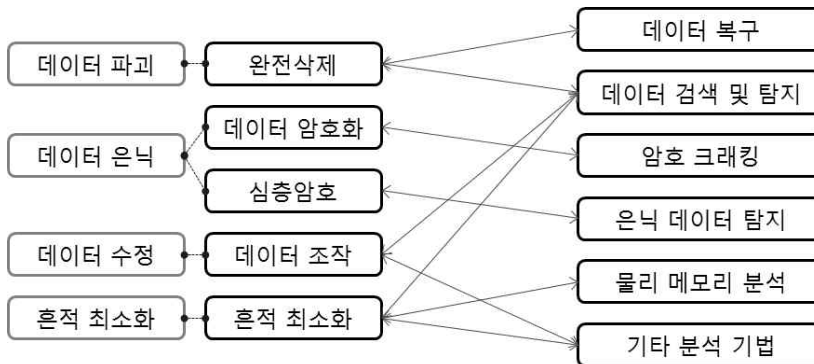 데이터 파괴
완전삭제
데이터 복구
데이터 검색 및 탐지
데이터 은닉
데이터 암호화
암호 크래킹
심층암호
은닉 데이터 탐지
데이터 수정
데이터 조작
물리 메모리 분석
흔적 최소화
흔적 최소화
기타 분석 기법